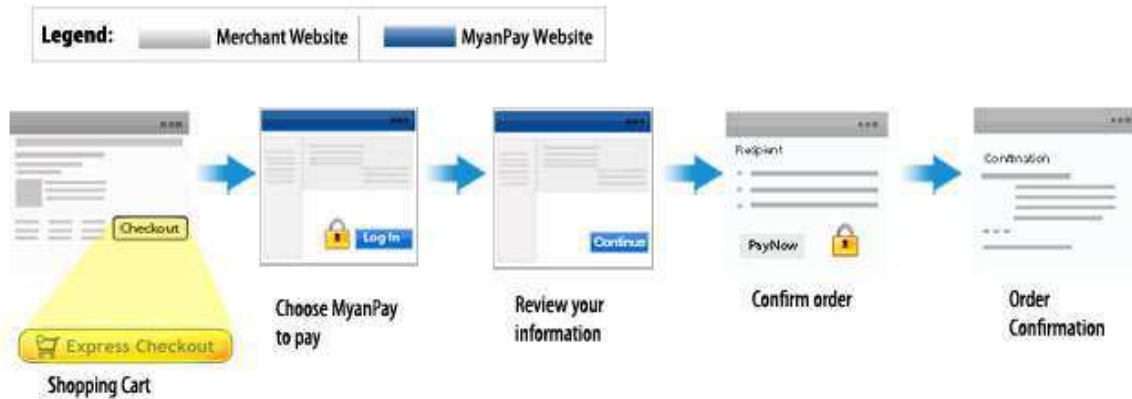 Legend:
Merchant Website
MyanPay Website
Checkout
Express Checkout
Shopping Cart
Log In
Choose MyanPay
to pay
Continue
Review your
information
Recipient
PayNow
Confirm order
Confirmation
Order
Confirmation